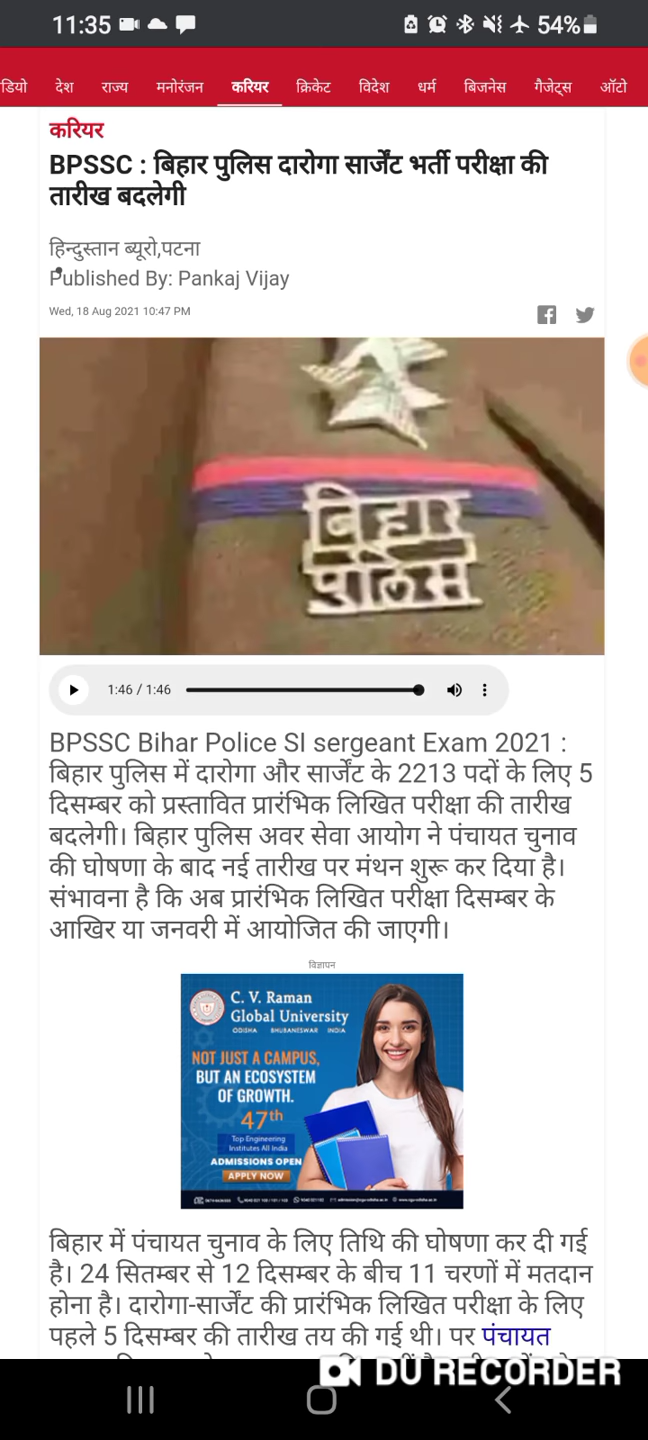 11:35
54%
डियो देश राज्य मनोरंजन करियर क्रिकेट विदेश धर्म बिजनेस गैजेट्स ऑटो
करियर
BPSSC : बिहार पुलिस दारोगा सार्जेंट भर्ती परीक्षा की
तारीख बदलेगी
हिन्दुस्तान ब्यूरो,पटना
Published By: Pankaj Vijay
Wed, 18 Aug 2021 10:47 PM
बिहार
पुलिस
1:46 / 1:46
BPSSC Bihar Police SI sergeant Exam 2021 :
बिहार पुलिस में दारोगा और सार्जेंट के 2213 पदों के लिए 5
दिसम्बर को प्रस्तावित प्रारंभिक लिखित परीक्षा की तारीख
बदलेगी। बिहार पुलिस अवर सेवा आयोग ने पंचायत चुनाव
की घोषणा के बाद नई तारीख पर मंथन शुरू कर दिया है।
संभावना है कि अब प्रारंभिक लिखित परीक्षा दिसम्बर के
आखिर या जनवरी में आयोजित की जाएगी।
विज्ञापन
C. V. Raman
Global University
ODISHA BHUBANESWAR INDIA
NOT JUST A CAMPUS,
BUT AN ECOSYSTEM
OF GROWTH.
47th
Top Engineering
Institutes All India
ADMISSIONS OPEN
APPLY NOW
बिहार में पंचायत चुनाव के लिए तिथि की घोषणा कर दी गई
है। 24 सितम्बर से 12 दिसम्बर के बीच 11 चरणों में मतदान
होना है। दारोगा-सार्जेंट की प्रारंभिक लिखित परीक्षा के लिए
पहले 5 दिसम्बर की तारीख तय की गई थी। पर पंचायत
DU RECORDER